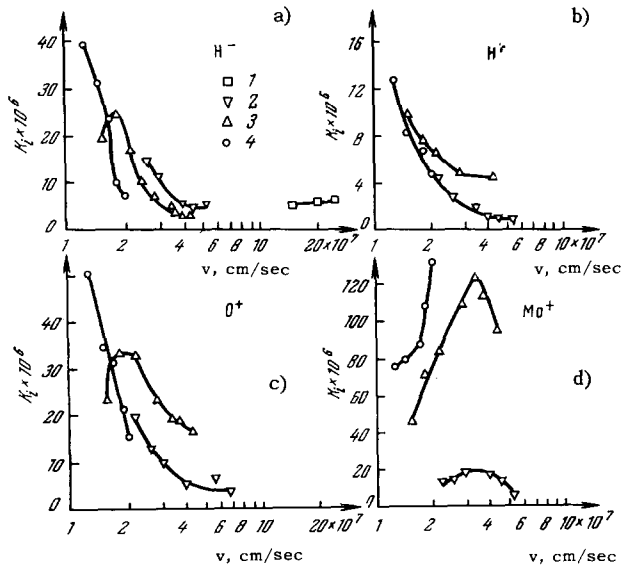 a)
H⁻
□ 1
▽ 2
△ 3
○ 4
K_i × 10⁶
40
30
20
10
0
1 2 4 6 8 10 20×10⁷
v, cm/sec
b)
H⁺
K_i × 10⁶
16
12
8
4
0
1 2 4 6 8 10×10⁷
v, cm/sec
c)
O⁺
K_i × 10⁶
50
40
30
20
10
0
1 2 4 6 8 10 20×10⁷
v, cm/sec
d)
Mo⁺
K_i × 10⁶
120
100
80
60
40
20
0
1 2 4 6 8 10×10⁷
v, cm/sec